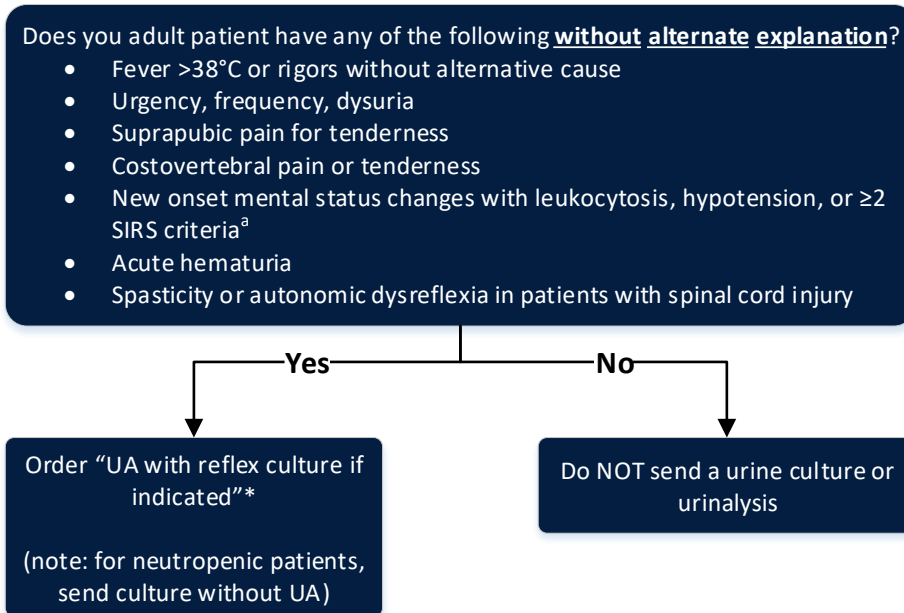 Does you adult patient have any of the following without alternate explanation?
• Fever >38°C or rigors without alternative cause
• Urgency, frequency, dysuria
• Suprapubic pain for tenderness
• Costovertebral pain or tenderness
• New onset mental status changes with leukocytosis, hypotension, or ≥2
SIRS criteriaᵃ
• Acute hematuria
• Spasticity or autonomic dysreflexia in patients with spinal cord injury
Yes
No
Order “UA with reflex culture if
indicated”*
(note: for neutropenic patients,
send culture without UA)
Do NOT send a urine culture or
urinalysis